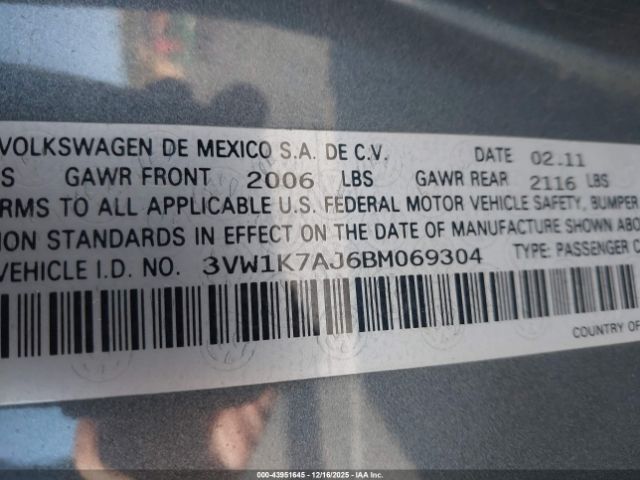 VOLKSWAGEN DE MEXICO S.A. DE C.V. DATE 02.11
S GAWR FRONT 2006 LBS GAWR REAR 2116 LBS
RMS TO ALL APPLICABLE U.S. FEDERAL MOTOR VEHICLE SAFETY, BUMPER
ION STANDARDS IN EFFECT ON THE DATE OF MANUFACTURE SHOWN ABO
VEHICLE I.D. NO. 3VW1K7AJ6BM069304 TYPE: PASSENGER C
COUNTRY OF
000-43951645 - 12/16/2025 - IAA Inc.